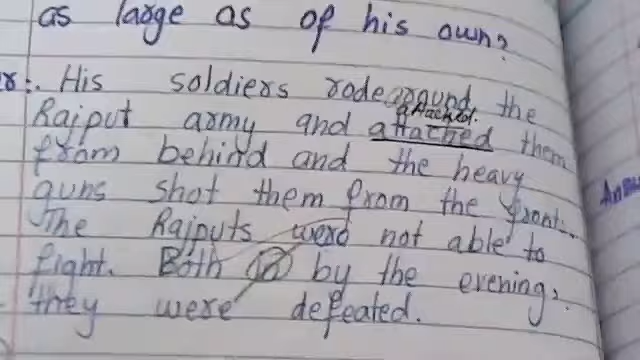 as large as of his own?
r:. His soldiers rode around the
Attacked.
Rajput army and attached them
from behind and the heavy
guns shot them from the front.
The Rajputs were not able to
fight. Both by the evening,
they were defeated.
Answ